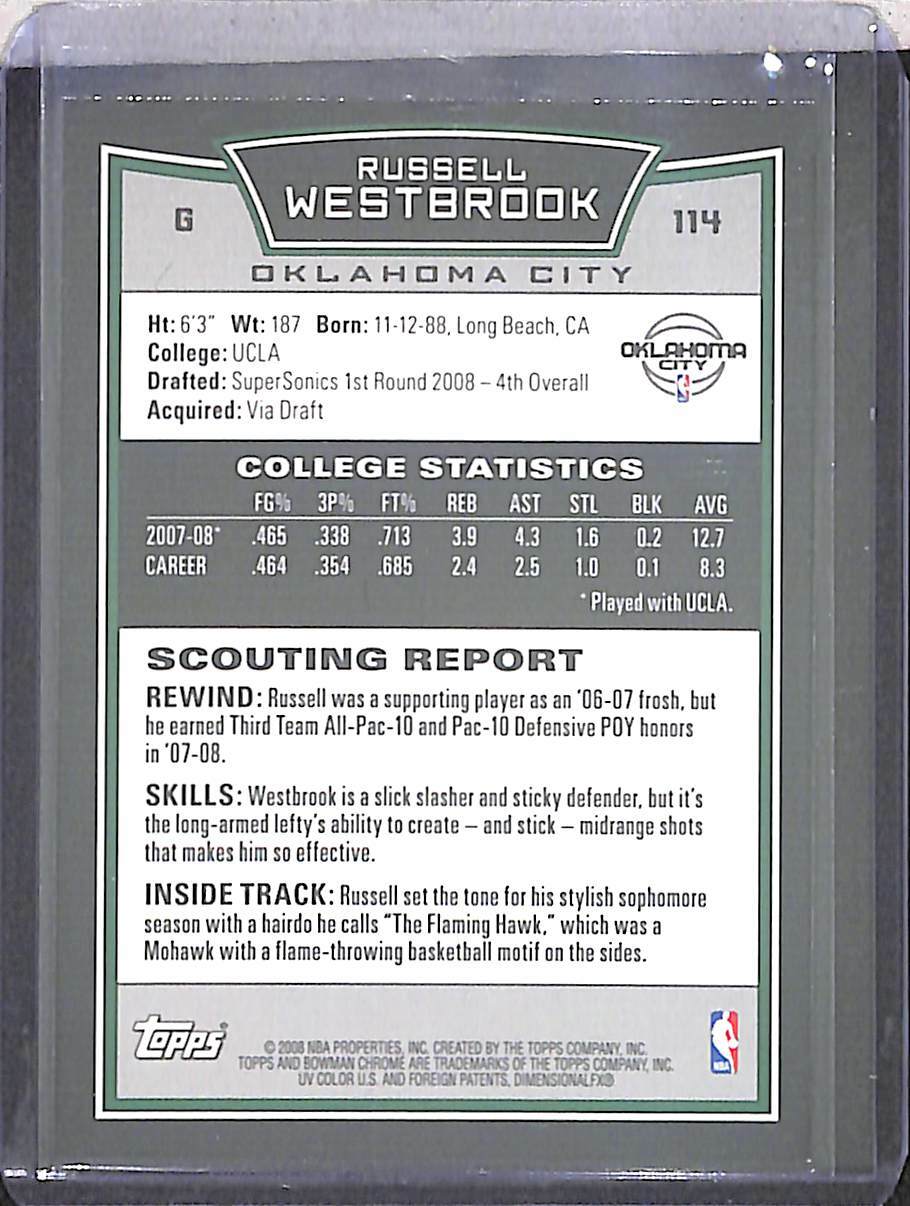 RUSSELL
WESTBROOK
G
114
OKLAHOMA CITY
Ht: 6'3" Wt: 187 Born: 11-12-88, Long Beach, CA
College: UCLA
Drafted: SuperSonics 1st Round 2008 – 4th Overall
Acquired: Via Draft
OKLAHOMA
CITY
COLLEGE STATISTICS
FG% 3P% FT% REB AST STL BLK AVG
2007-08* .465 .338 .713 3.9 4.3 1.6 0.2 12.7
CAREER .464 .354 .685 2.4 2.5 1.0 0.1 8.3
* Played with UCLA.
SCOUTING REPORT
REWIND: Russell was a supporting player as an '06-07 frosh, but
he earned Third Team All-Pac-10 and Pac-10 Defensive POY honors
in '07-08.
SKILLS: Westbrook is a slick slasher and sticky defender, but it's
the long-armed lefty's ability to create – and stick – midrange shots
that makes him so effective.
INSIDE TRACK: Russell set the tone for his stylish sophomore
season with a hairdo he calls "The Flaming Hawk," which was a
Mohawk with a flame-throwing basketball motif on the sides.
topps®
© 2008 NBA PROPERTIES, INC. CREATED BY THE TOPPS COMPANY, INC.
TOPPS AND BOWMAN CHROME ARE TRADEMARKS OF THE TOPPS COMPANY, INC.
UV COLOR U.S. AND FOREIGN PATENTS, DIMENSIONALFX®
NBA